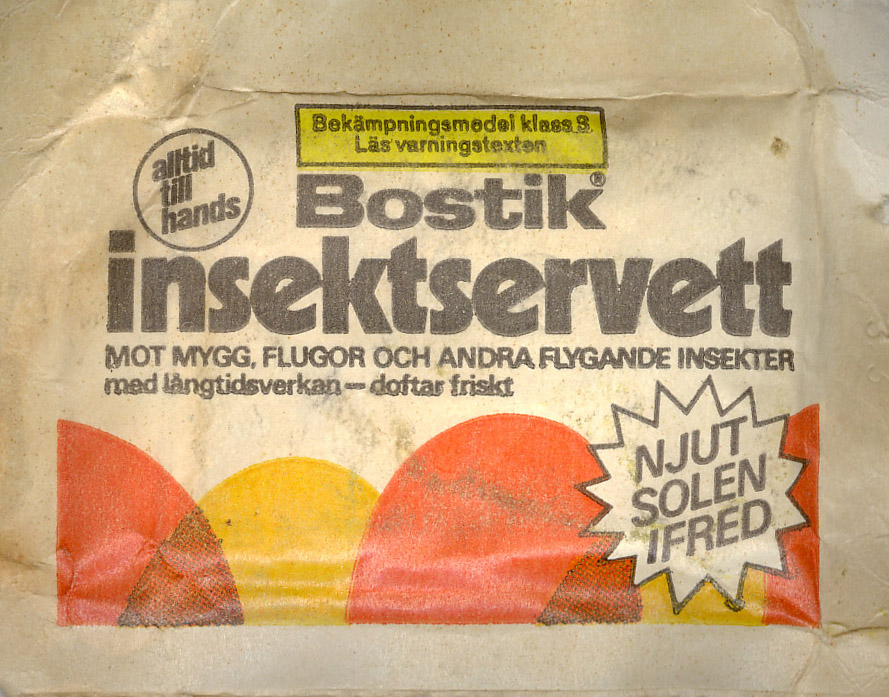 Bekämpningsmedel klass 3.
Läs varningstexten
alltid
till
hands
Bostik®
insektservett
MOT MYGG, FLUGOR OCH ANDRA FLYGANDE INSEKTER
med långtidsverkan – doftar friskt
NJUT
SOLEN
IFRED